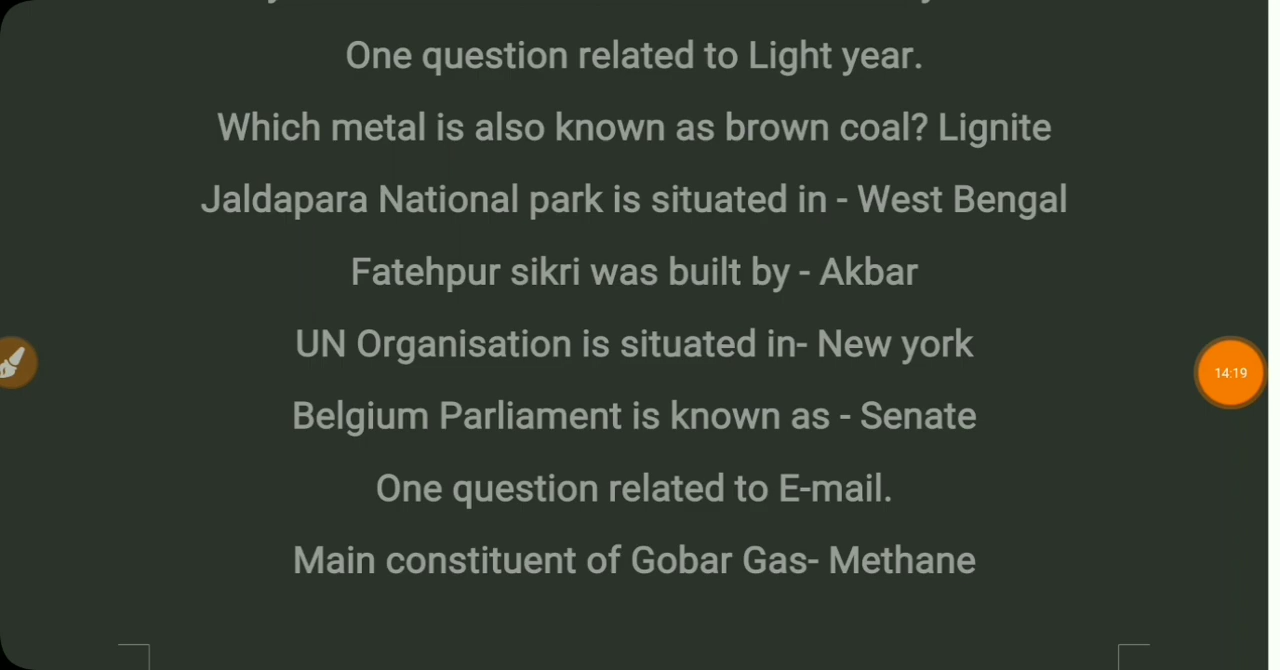 One question related to Light year.
Which metal is also known as brown coal? Lignite
Jaldapara National park is situated in - West Bengal
Fatehpur sikri was built by - Akbar
UN Organisation is situated in- New york
14:19
Belgium Parliament is known as - Senate
One question related to E-mail.
Main constituent of Gobar Gas- Methane